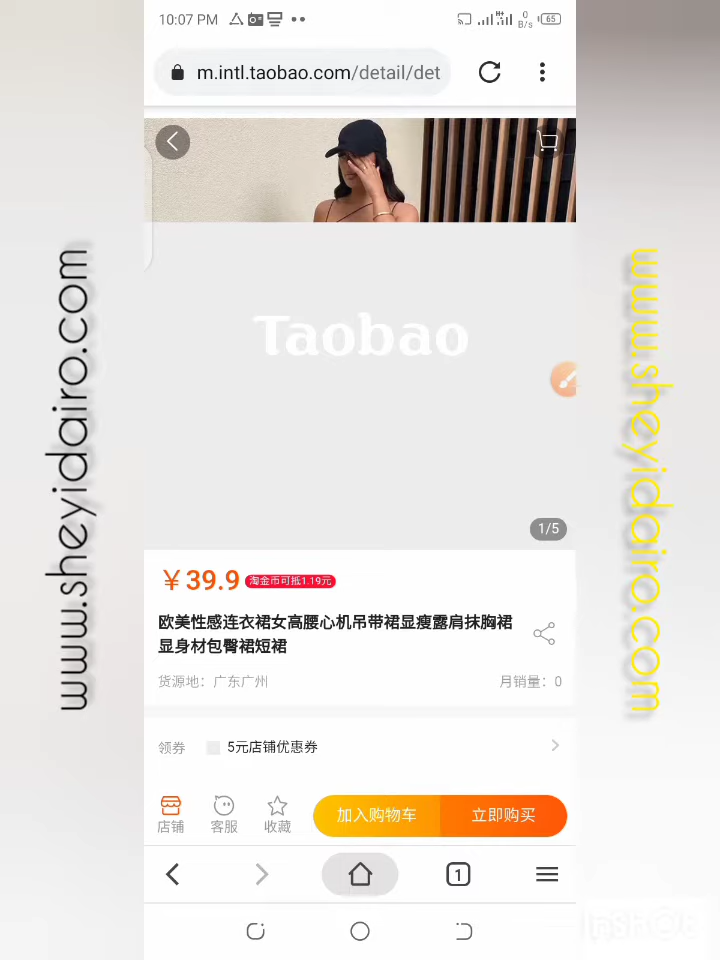 10:07 PM
0
B/s
65
m.intl.taobao.com/detail/det
Taobao
1/5
¥39.9 淘金币可抵1.19元
欧美性感连衣裙女高腰心机吊带裙显瘦露肩抹胸裙
显身材包臀裙短裙
货源地：广东广州
月销量：0
领券 5元店铺优惠券
店铺
客服
收藏
加入购物车
立即购买
1
www.sheyidairo.com
www.sheyidairo.com
INSHOT